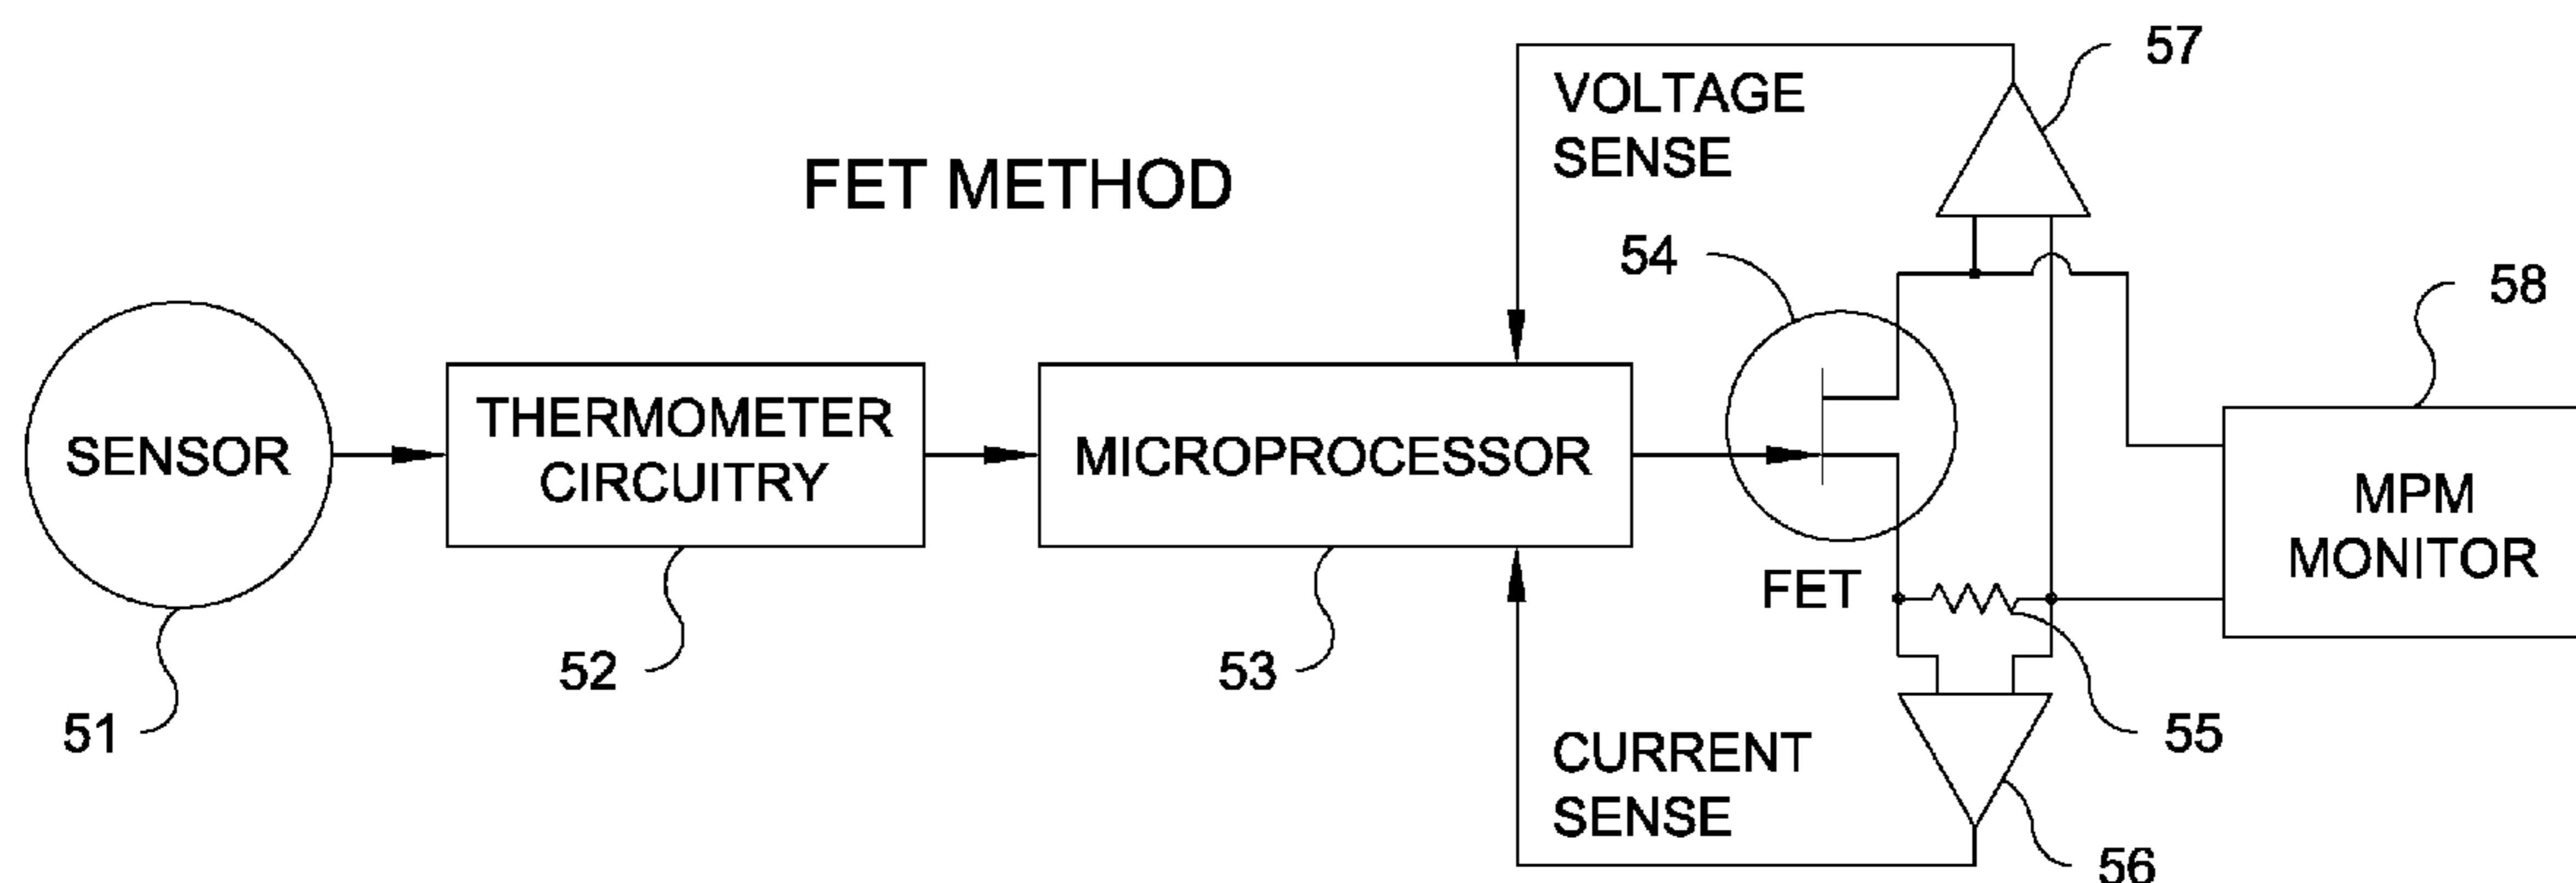 57
VOLTAGE
SENSE
FET METHOD
54
58
SENSOR
THERMOMETER
CIRCUITRY
MICROPROCESSOR
MPM
MONITOR
FET
52
53
51
55
CURRENT
SENSE
56